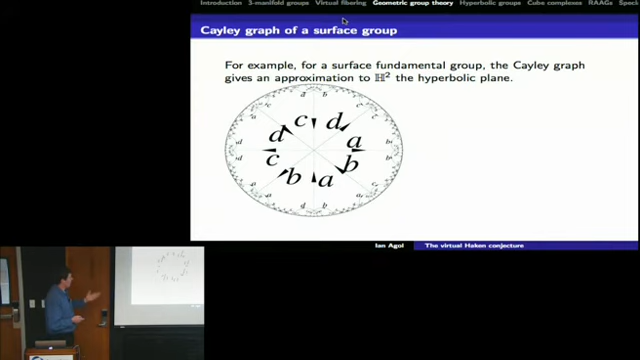 Introduction 3-manifold groups Virtual fibering Geometric group theory Hyperbolic groups Cube complexes RAAGs Spec
Cayley graph of a surface group
For example, for a surface fundamental group, the Cayley graph
gives an approximation to ℍ² the hyperbolic plane.
c d
d a
c b
b a
Ian Agol The virtual Haken conjecture